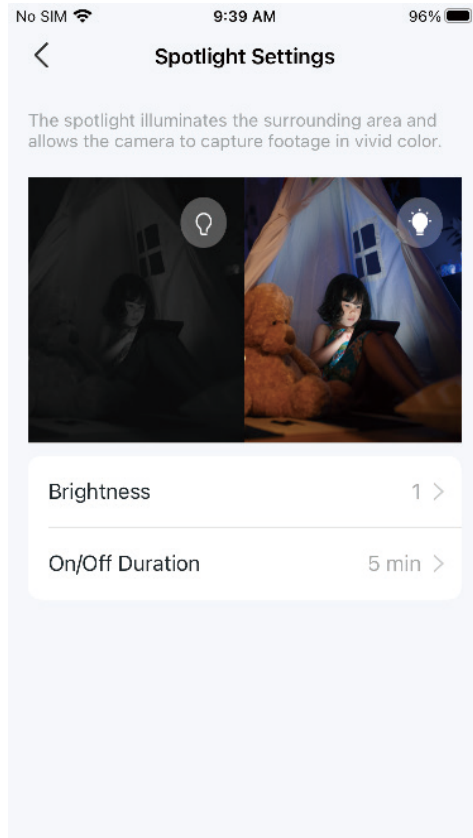 No SIM 9:39 AM 96%
Spotlight Settings
The spotlight illuminates the surrounding area and
allows the camera to capture footage in vivid color.
Brightness 1
On/Off Duration 5 min